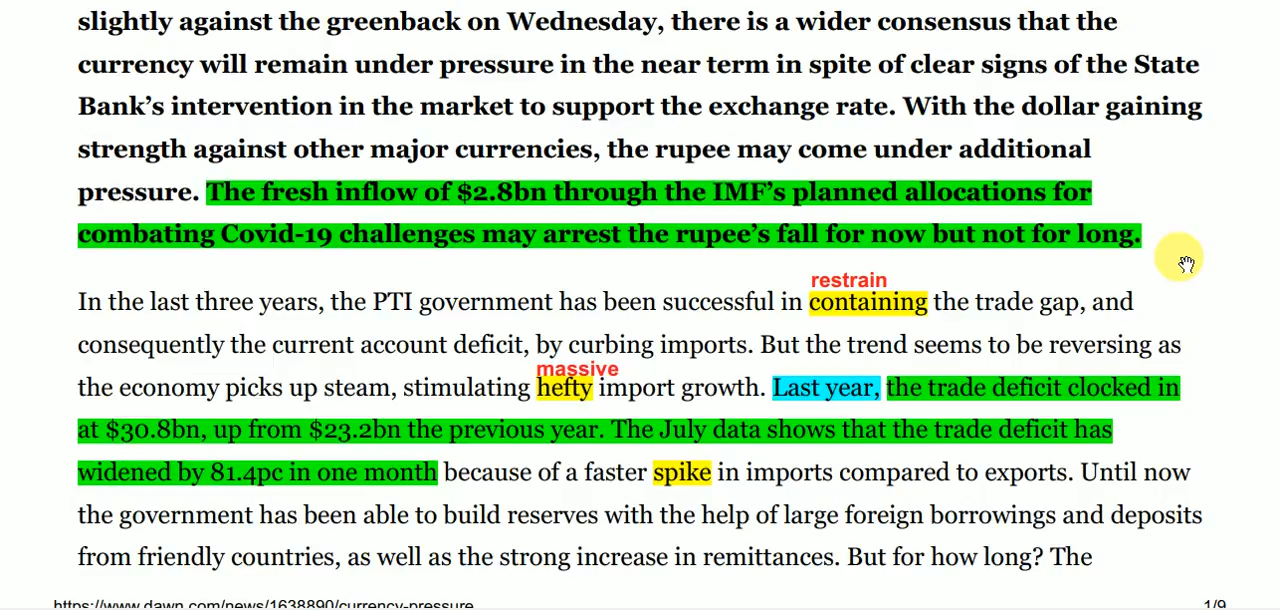 slightly against the greenback on Wednesday, there is a wider consensus that the
currency will remain under pressure in the near term in spite of clear signs of the State
Bank's intervention in the market to support the exchange rate. With the dollar gaining
strength against other major currencies, the rupee may come under additional
pressure. The fresh inflow of $2.8bn through the IMF's planned allocations for
combating Covid-19 challenges may arrest the rupee's fall for now but not for long.
restrain
In the last three years, the PTI government has been successful in containing the trade gap, and
consequently the current account deficit, by curbing imports. But the trend seems to be reversing as
massive
the economy picks up steam, stimulating hefty import growth. Last year, the trade deficit clocked in
at $30.8bn, up from $23.2bn the previous year. The July data shows that the trade deficit has
widened by 81.4pc in one month because of a faster spike in imports compared to exports. Until now
the government has been able to build reserves with the help of large foreign borrowings and deposits
from friendly countries, as well as the strong increase in remittances. But for how long? The
https://www.dawn.com/news/1638890/currency-pressure 1/9